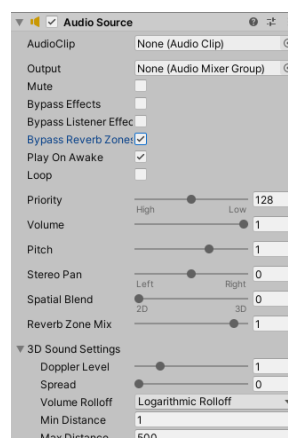 Audio Source
AudioClip None (Audio Clip)
Output None (Audio Mixer Group)
Mute
Bypass Effects
Bypass Listener Effec
Bypass Reverb Zones
Play On Awake
Loop
Priority 128
High Low
Volume 1
Pitch 1
Stereo Pan 0
Left Right
Spatial Blend 0
2D 3D
Reverb Zone Mix 1
3D Sound Settings
Doppler Level 1
Spread 0
Volume Rolloff Logarithmic Rolloff
Min Distance 1
Max Distance 500